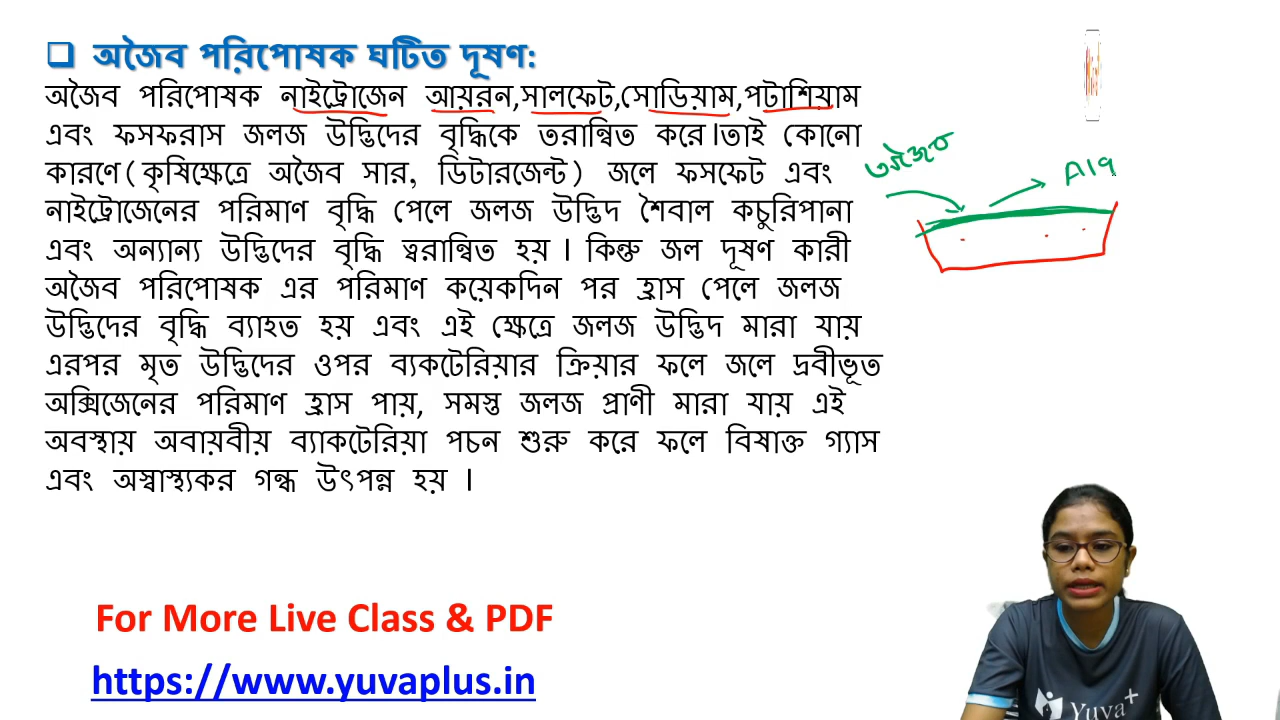 অজৈব পরিপোষক ঘটিত দূষণ:
অজৈব পরিপোষক নাইট্রোজেন আয়রন,সালফেট,সোডিয়াম,পটাশিয়াম
এবং ফসফরাস জলজ উদ্ভিদের বৃদ্ধিকে তরান্বিত করে।তাই কোনো
কারণে(কৃষিক্ষেত্রে অজৈব সার, ডিটারজেন্ট) জলে ফসফেট এবং
নাইট্রোজেনের পরিমাণ বৃদ্ধি পেলে জলজ উদ্ভিদ শৈবাল কচুরিপানা
এবং অন্যান্য উদ্ভিদের বৃদ্ধি ত্বরান্বিত হয়। কিন্তু জল দূষণ কারী
অজৈব পরিপোষক এর পরিমাণ কয়েকদিন পর হ্রাস পেলে জলজ
উদ্ভিদের বৃদ্ধি ব্যাহত হয় এবং এই ক্ষেত্রে জলজ উদ্ভিদ মারা যায়
এরপর মৃত উদ্ভিদের ওপর ব্যকটেরিয়ার ক্রিয়ার ফলে জলে দ্রবীভূত
অক্সিজেনের পরিমাণ হ্রাস পায়, সমস্ত জলজ প্রাণী মারা যায় এই
অবস্থায় অবায়বীয় ব্যাকটেরিয়া পচন শুরু করে ফলে বিষাক্ত গ্যাস
এবং অস্বাস্থ্যকর গন্ধ উৎপন্ন হয় ।
অজৈব
Alg
For More Live Class & PDF
https://www.yuvaplus.in
Yuva+